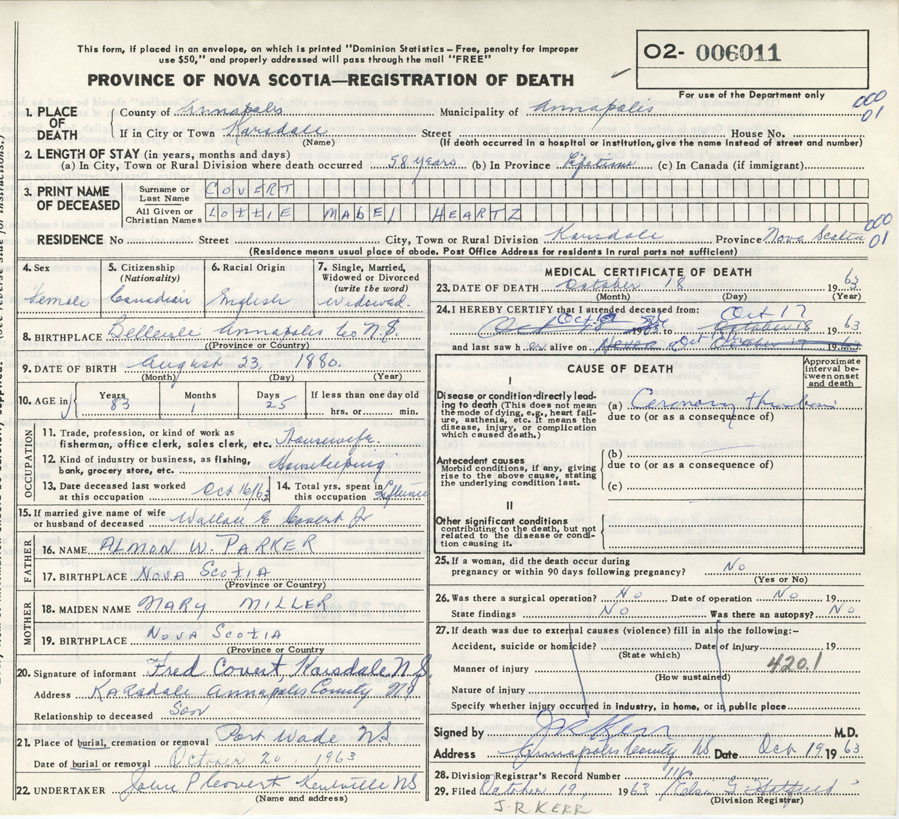 This form, if placed in an envelope, on which is printed "Dominion Statistics – Free, penalty for improper
use $50," and properly addressed will pass through the mail "FREE"
PROVINCE OF NOVA SCOTIA—REGISTRATION OF DEATH
O2- 006011
For use of the Department only
000
01
1. PLACE OF DEATH
County of Annapolis Municipality of Annapolis
If in City or Town Karsdale Street House No.
(Name) (If death occurred in a hospital or institution, give the name instead of street and number)
2. LENGTH OF STAY (in years, months and days)
(a) In City, Town or Rural Division where death occurred 58 years (b) In Province Lifetime (c) In Canada (if immigrant)
3. PRINT NAME OF DECEASED
Surname or Last Name COVERT
All Given or Christian Names LOTTIE MABEL HEARTZ
000
01
RESIDENCE No Street City, Town or Rural Division Karsdale Province Nova Scotia
(Residence means usual place of abode. Post Office Address for residents in rural parts not sufficient)
4. Sex Female
5. Citizenship (Nationality) Canadian
6. Racial Origin English
7. Single, Married, Widowed or Divorced (write the word) Widowed.
8. BIRTHPLACE Belleisle Annapolis Co N.S.
(Province or Country)
9. DATE OF BIRTH August 23, 1880.
(Month) (Day) (Year)
10. AGE in Years 83 Months 1 Days 25 If less than one day old hrs. or min.
OCCUPATION
11. Trade, profession, or kind of work as fisherman, office clerk, sales clerk, etc. Housewife.
12. Kind of industry or business, as fishing, bank, grocery store, etc. Housekeeping
13. Date deceased last worked at this occupation Oct 16/63
14. Total yrs. spent in this occupation Lifetime
15. If married give name of wife or husband of deceased Wallace E Covert Jr
FATHER
16. NAME ALMON W. PARKER
17. BIRTHPLACE NOVA SCOTIA
(Province or Country)
MOTHER
18. MAIDEN NAME MARY MILLER
19. BIRTHPLACE NOVA SCOTIA
(Province or Country)
20. Signature of informant Fred Covert, Karsdale N.S.
Address Karsdale Annapolis County N.S.
Relationship to deceased Son
21. Place of burial, cremation or removal Port Wade NS
Date of burial or removal October 20 1963
22. UNDERTAKER John P Covert Kentville NS
(Name and address)
MEDICAL CERTIFICATE OF DEATH
23. DATE OF DEATH October 18 1963
(Month) (Day) (Year)
24. I HEREBY CERTIFY that I attended deceased from: Oct 17
October 18 1963
and last saw h er alive on Never Oct
CAUSE OF DEATH
Approximate interval between onset and death
I
Disease or condition directly leading to death (This does not mean the mode of dying, e.g., heart failure, asthenia, etc. It means the disease, injury, or complication which caused death.)
(a) Coronary
due to (or as a consequence of)
Antecedent causes
Morbid conditions, if any, giving rise to the above cause, stating the underlying condition last.
(b)
due to (or as a consequence of)
(c)
II
Other significant conditions
contributing to the death, but not related to the disease or condition causing it.
25. If a woman, did the death occur during pregnancy or within 90 days following pregnancy? No
(Yes or No)
26. Was there a surgical operation? No Date of operation No 19
State findings No Was there an autopsy? No
27. If death was due to external causes (violence) fill in also the following:–
Accident, suicide or homicide? Date of injury 19
(State which)
Manner of injury 420.1
(How sustained)
Nature of injury
Specify whether injury occurred in industry, in home, or in public place
Signed by J R Kerr M.D.
Address Annapolis County NS Date Oct 19 1963
28. Division Registrar's Record Number
29. Filed October 19, 1963
(Division Registrar)
J.R KERR